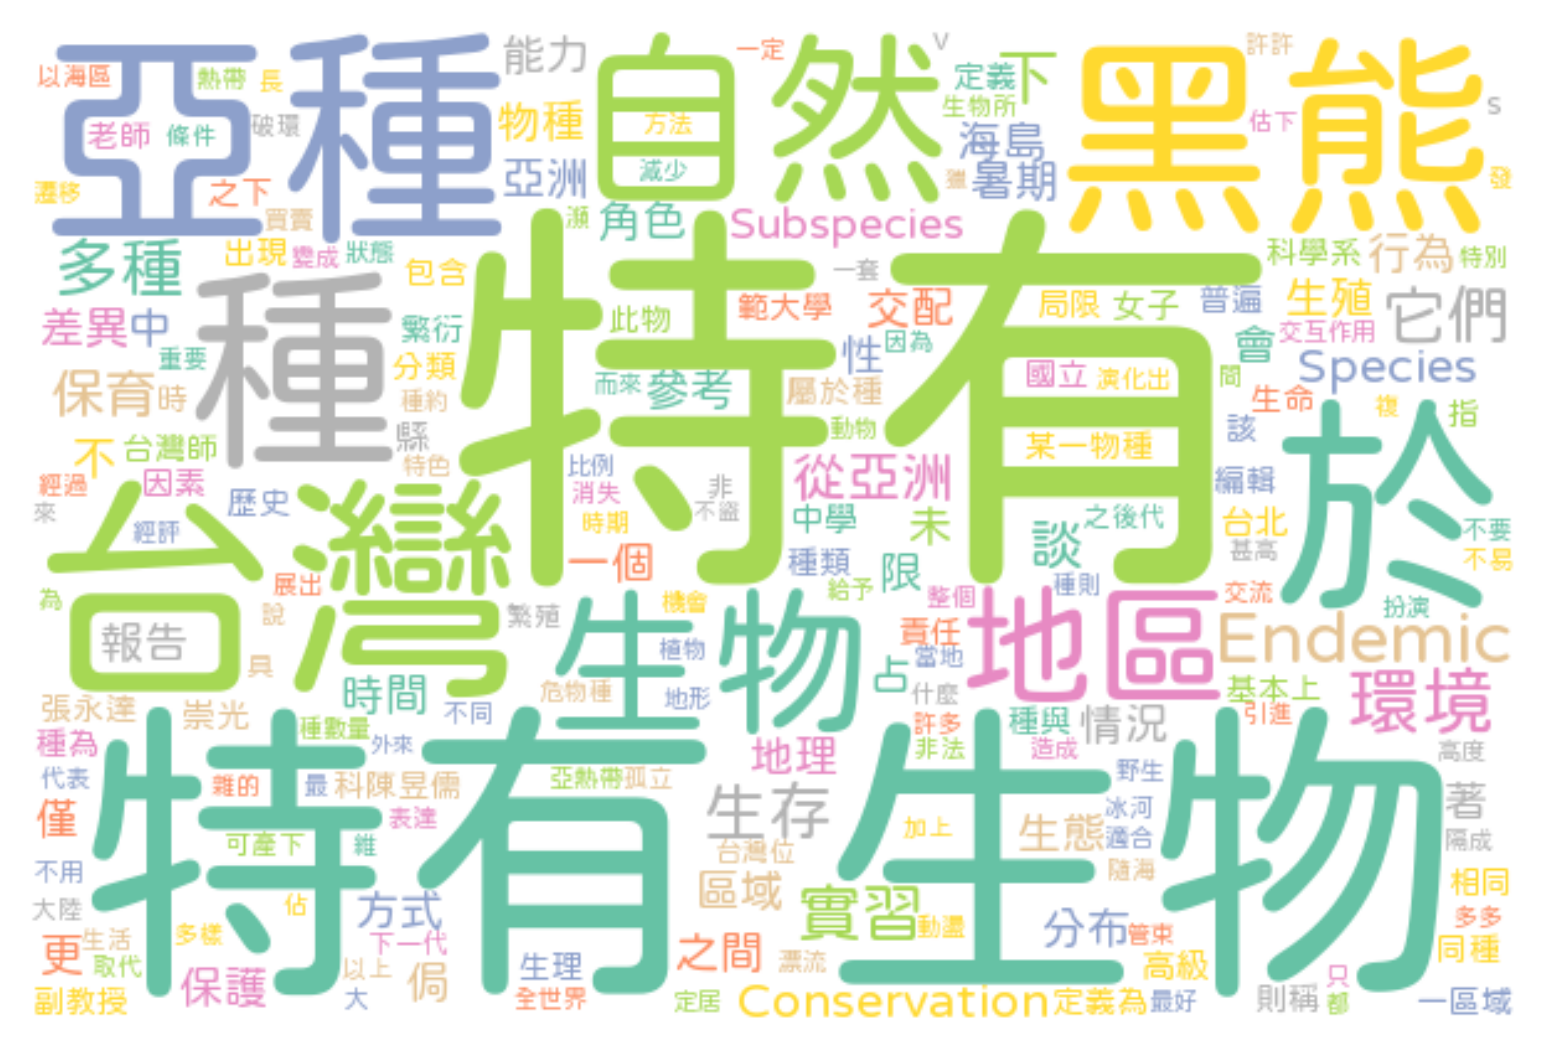 以海區 熱帶 長 亞種 能力 自然 一定 V 定義 下 黑熊 許許
生物所 估下 S
老師 條件 破環 物種 方法 海島
遷移 之下 亞洲 減少 獵 暑期 發
買賣 瀕 角色 Subspecies
多種 出現 變成 狀態 包含 特有 一套 科學系 行為 特別
差異 中 種 繁衍 此物 範大學 交配 局限 女子 普遍 生殖 它們
重要 分類 性 因為 會 交互作用
保育 時 種約 而來 參考 屬於種 國立 演化出 問 Species
生命 複 指
不 台灣師 縣 動物 某一物種 該 於
經過 因素 特色 比例 從亞洲 編輯
來 台灣 歷史 消失 非 不盜
經評 時期 中學 未 談 之後代 台北 不要
展出 一個 種類 限 甚高 不易
為 說 繁殖 生物 機會 給予 整個 地區 種則 交流 扮演
報告 植物 責任 Endemic
具 時間 危物種 地形 占 當地 什麼 基本上 環境
張永達 崇光 種數量 不同 許多 種與 情況 引進
種為 特有生物 外來 地理 非法 造成 高度
代表 雜的 最 科陳昱儒 亞熱帶 孤立 野生
僅 表達 生存 加上 生態 冰河 著
可產下 維 台灣位 適合 隔成
不用 區域 隨海 相同
大陸 佔 方式 實習 分布 多多
更 生活 多樣 下一代 之間 動盪 管束 同種
取代 保護 以上 侷 生理 漂流 高級 只
副教授 大 全世界 定居 Conservation 定義為 最好 則稱 都 一區域